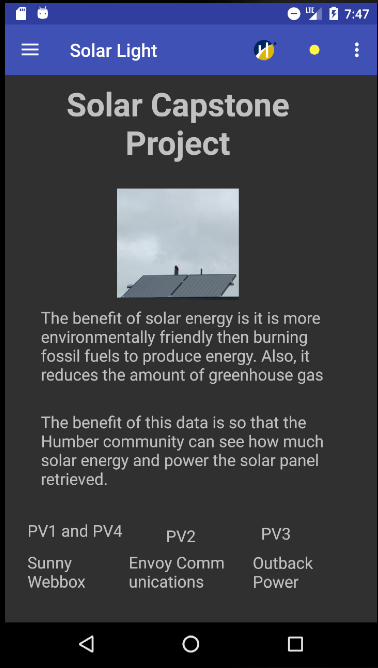 LTE 7:47
Solar Light
Solar Capstone
Project
The benefit of solar energy is it is more
environmentally friendly then burning
fossil fuels to produce energy. Also, it
reduces the amount of greenhouse gas
The benefit of this data is so that the
Humber community can see how much
solar energy and power the solar panel
retrieved.
PV1 and PV4 PV2 PV3
Sunny Envoy Comm Outback
Webbox unications Power